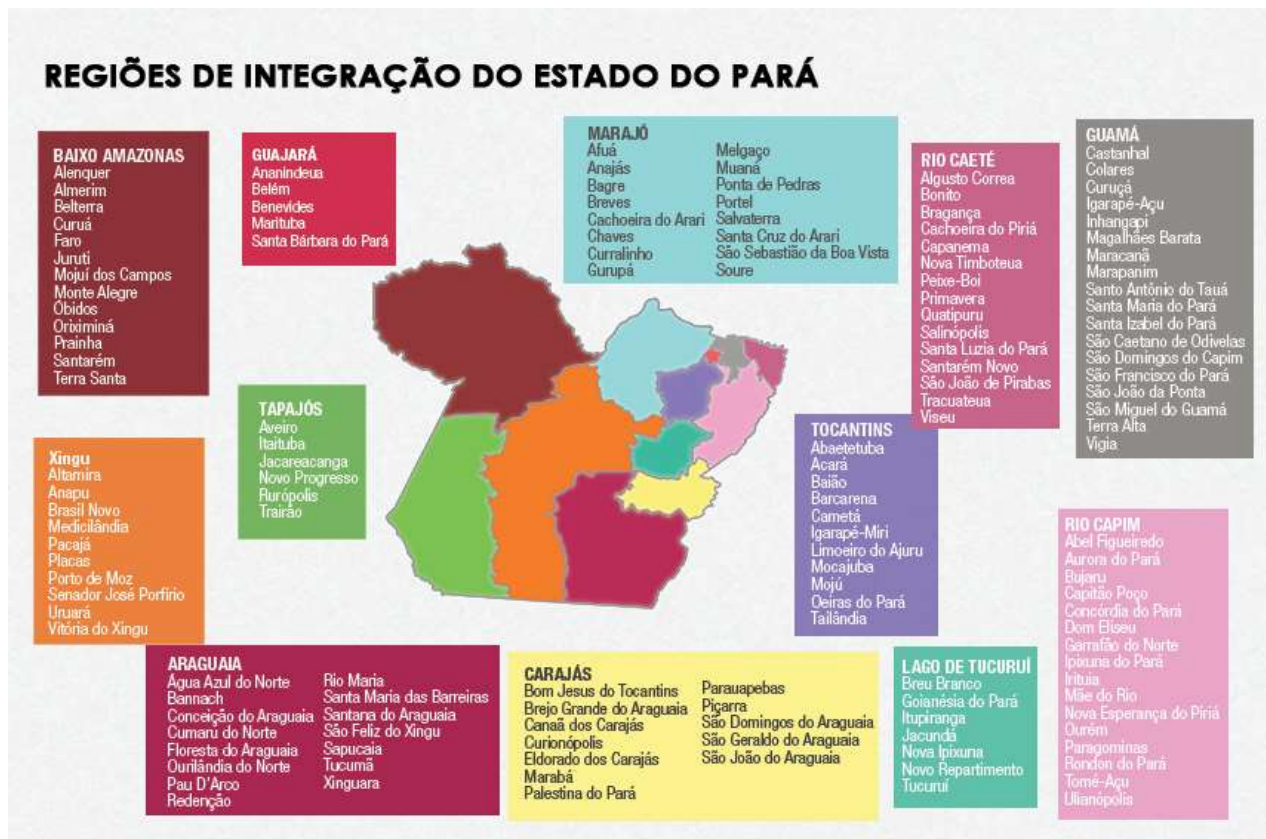 REGIÕES DE INTEGRAÇÃO DO ESTADO DO PARÁ
BAIXO AMAZONAS
Alenquer
Almerim
Belterra
Curuá
Faro
Juruti
Mojuí dos Campos
Monte Alegre
Óbidos
Oriximiná
Prainha
Santarém
Terra Santa
GUAJARÁ
Ananindeua
Belém
Benevides
Marituba
Santa Bárbara do Pará
MARAJÓ
Afuá
Anajás
Bagre
Breves
Cachoeira do Arari
Chaves
Curralinho
Gurupá
Melgaço
Muaná
Ponta de Pedras
Portel
Salvaterra
Santa Cruz do Arari
São Sebastião da Boa Vista
Soure
RIO CAETÉ
Algusto Correa
Bonito
Bragança
Cachoeira do Piriá
Capanema
Nova Timboteua
Peixe-Boi
Primavera
Quatipuru
Salinópolis
Santa Luzia do Pará
Santarém Novo
São João de Pirabas
Tracuateua
Viseu
GUAMÁ
Castanhal
Colares
Curuçá
Igarapé-Açu
Inhangapi
Magalhães Barata
Maracanã
Marapanim
Santo Antônio do Tauá
Santa Maria do Pará
Santa Izabel do Pará
São Caetano de Odivelas
São Domingos do Capim
São Francisco do Pará
São João da Ponta
São Miguel do Guamá
Terra Alta
Vigia
TAPAJÓS
Aveiro
Itaituba
Jacareacanga
Novo Progresso
Rurópolis
Trairão
Xingu
Altamira
Anapu
Brasil Novo
Medicilândia
Pacajá
Placas
Porto de Moz
Senador José Porfírio
Uruará
Vitória do Xingu
TOCANTINS
Abaetetuba
Acará
Baião
Barcarena
Cametá
Igarapé-Miri
Limoeiro do Ajuru
Mocajuba
Mojú
Oeiras do Pará
Tailândia
RIO CAPIM
Abel Figueiredo
Aurora do Pará
Bujaru
Capitão Poço
Concórdia do Pará
Dom Eliseu
Garrafão do Norte
Ipixuna do Pará
Irituia
Mãe do Rio
Nova Esperança do Piriá
Ourém
Paragominas
Rondon do Pará
Tomé-Açu
Ulianópolis
ARAGUAIA
Água Azul do Norte
Bannach
Conceição do Araguaia
Cumaru do Norte
Floresta do Araguaia
Ourilândia do Norte
Pau D'Arco
Redenção
Rio Maria
Santa Maria das Barreiras
Santana do Araguaia
São Feliz do Xingu
Sapucaia
Tucumã
Xinguara
CARAJÁS
Bom Jesus do Tocantins
Brejo Grande do Araguaia
Canaã dos Carajás
Curionópolis
Eldorado dos Carajás
Marabá
Palestina do Pará
Parauapebas
Piçarra
São Domingos do Araguaia
São Geraldo do Araguaia
São João do Araguaia
LAGO DE TUCURUÍ
Breu Branco
Goianésia do Pará
Itupiranga
Jacundá
Nova Ipixuna
Novo Repartimento
Tucuruí